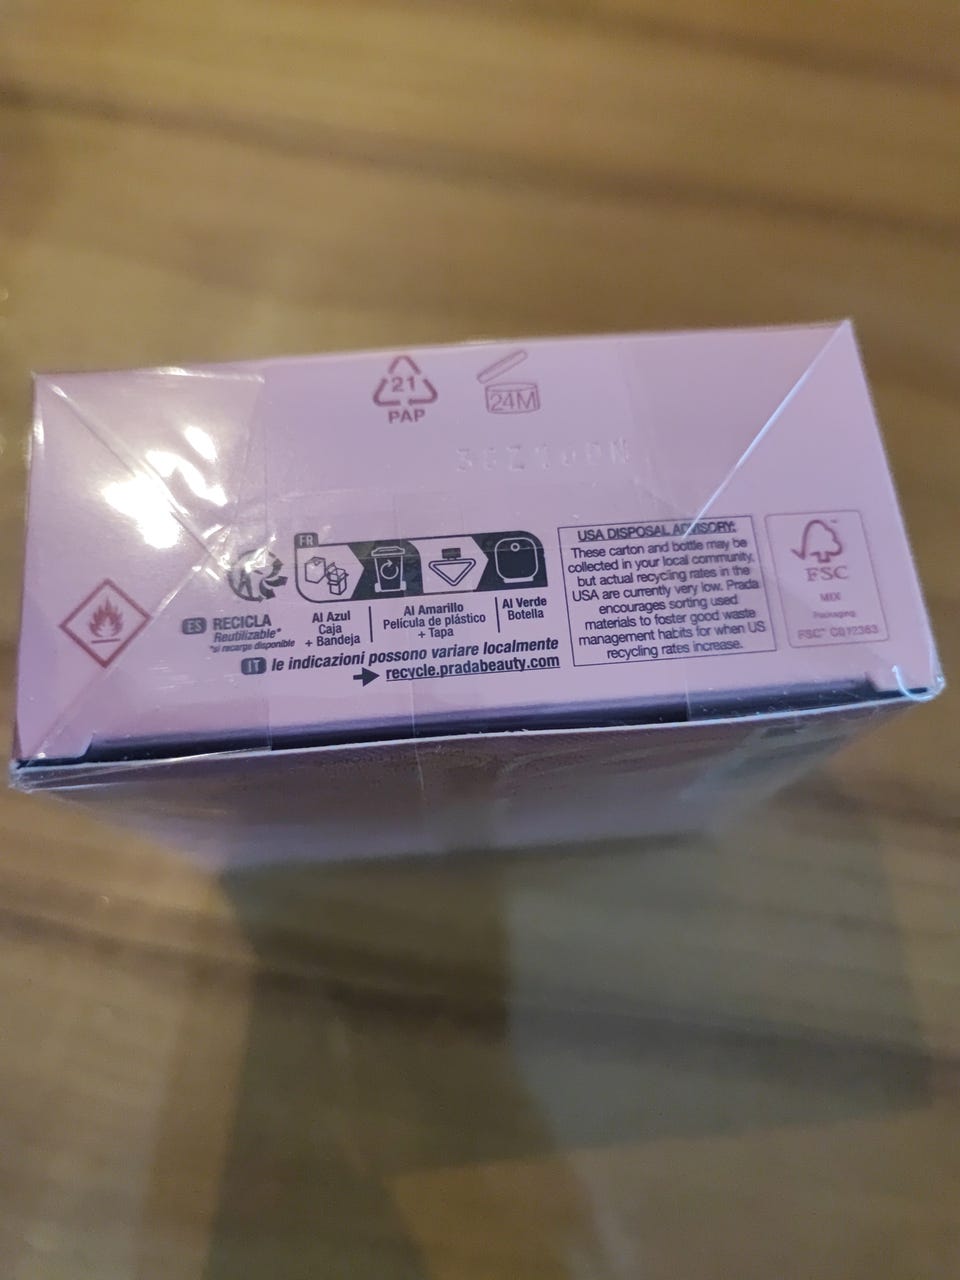 21
PAP
24M
FR
ES RECICLA
Reutilizable*
*si recarga disponible
Al Azul
Caja
+ Bandeja
Al Amarillo
Película de plástico
+ Tapa
Al Verde
Botella
IT le indicazioni possono variare localmente
recycle.pradabeauty.com
USA DISPOSAL ADVISORY:
These carton and bottle may be
collected in your local community,
but actual recycling rates in the
USA are currently very low. Prada
encourages sorting used
materials to foster good waste
management habits for when US
recycling rates increase.
FSC
MIX
Packaging